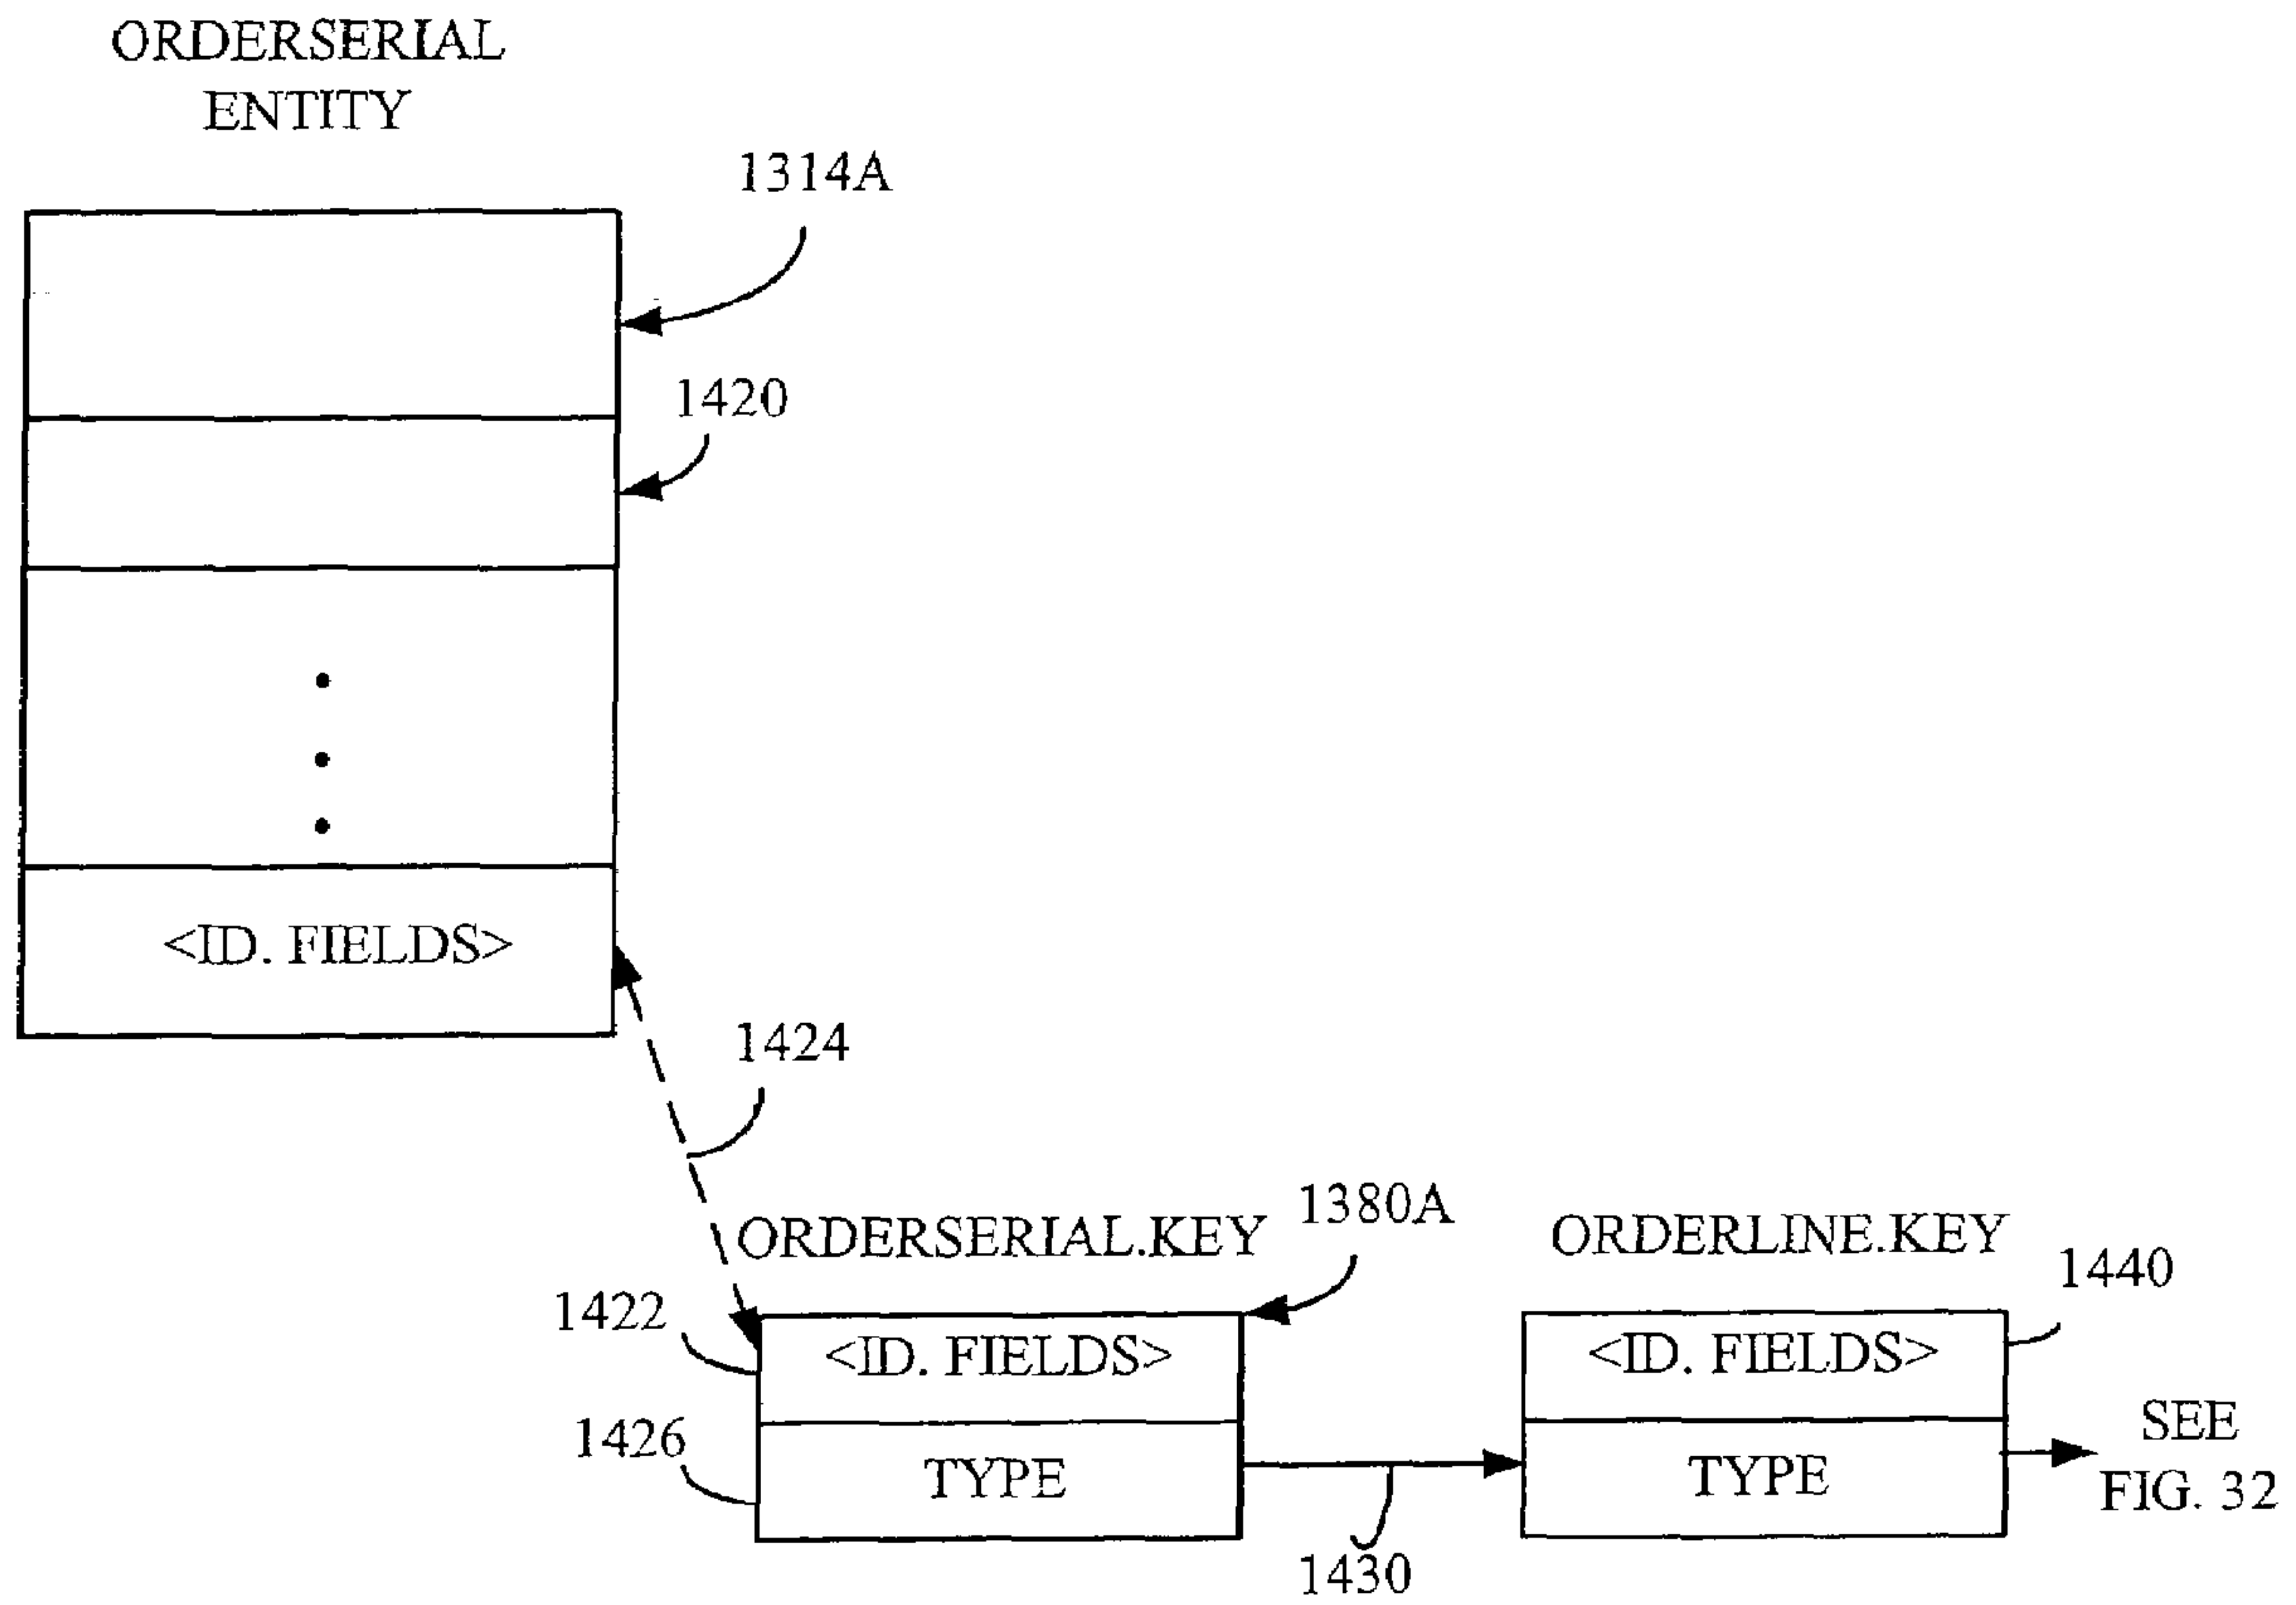 ORDERSERIAL
ENTITY
1314A
1420
<ID. FIELDS>
1424
ORDERSERIAL.KEY
1380A
ORDERLINE.KEY
1440
1422
<ID. FIELDS>
<ID. FIELDS>
1426
TYPE
TYPE
SEE
FIG. 32
1430